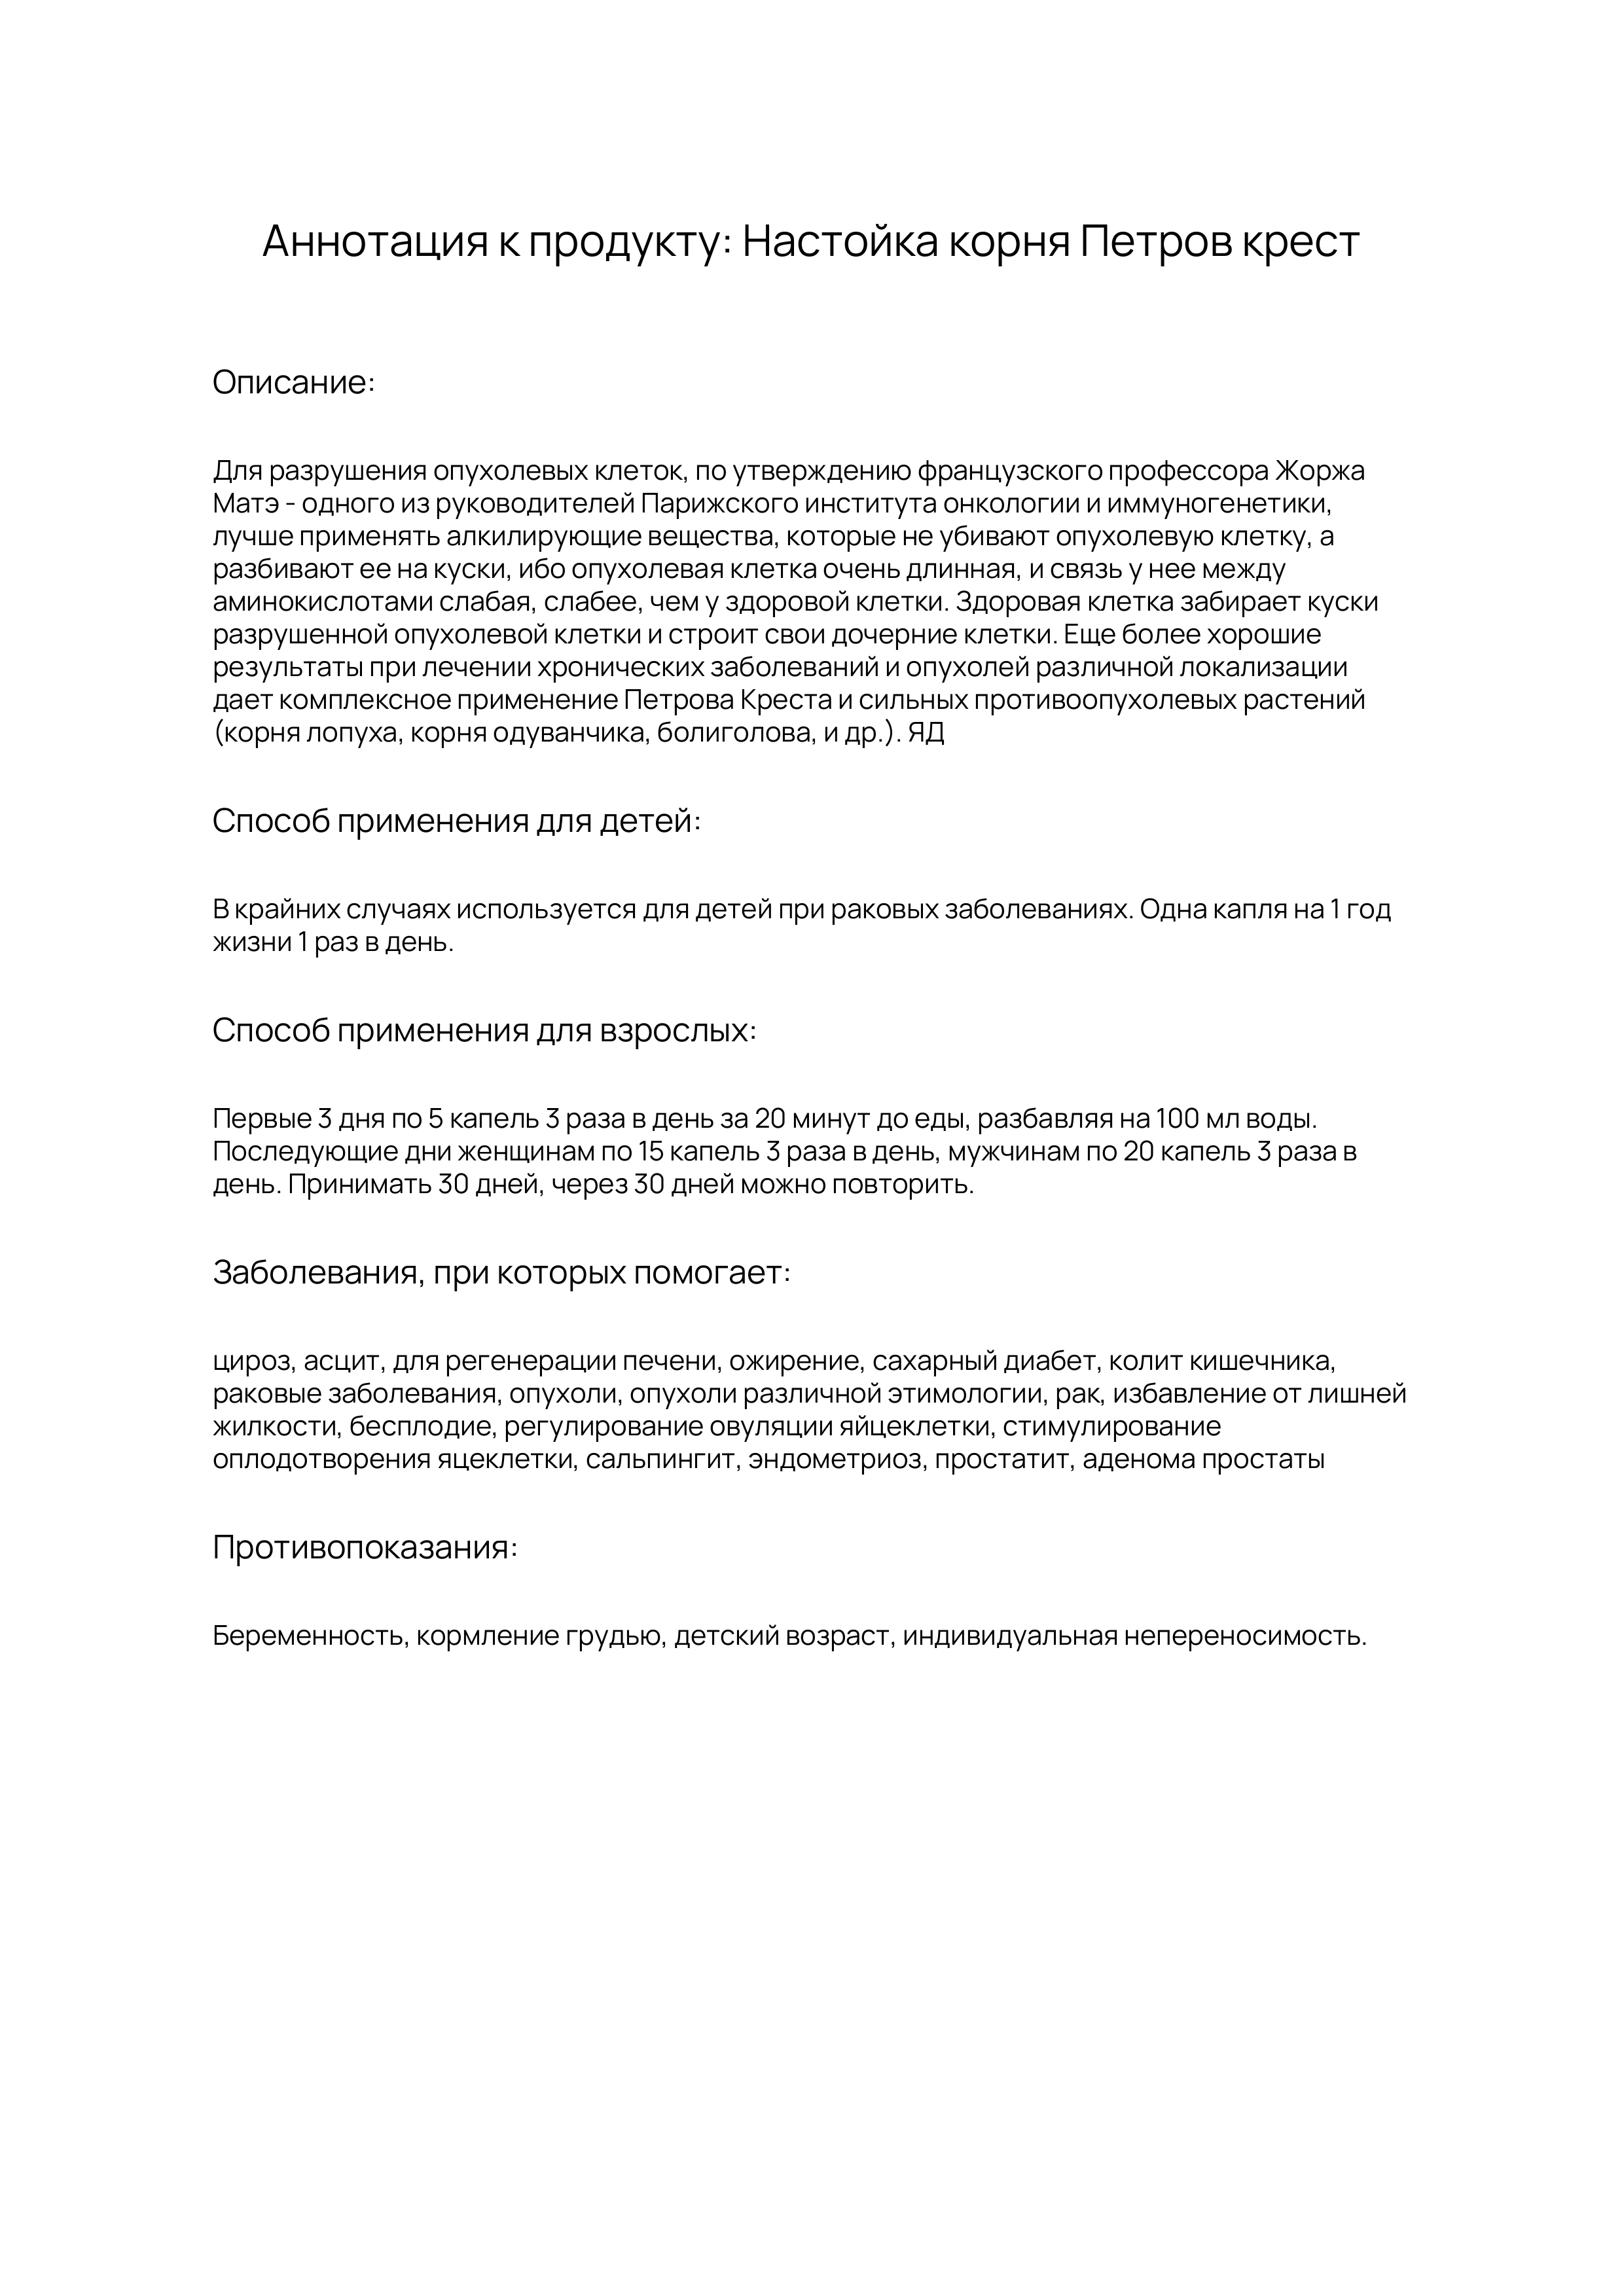 Аннотация к продукту: Настойка корня Петров крест
Описание:
Для разрушения опухолевых клеток, по утверждению французского профессора Жоржа
Матэ - одного из руководителей Парижского института онкологии и иммуногенетики,
лучше применять алкилирующие вещества, которые не убивают опухолевую клетку, а
разбивают ее на куски, ибо опухолевая клетка очень длинная, и связь у нее между
аминокислотами слабая, слабее, чем у здоровой клетки. Здоровая клетка забирает куски
разрушенной опухолевой клетки и строит свои дочерние клетки. Еще более хорошие
результаты при лечении хронических заболеваний и опухолей различной локализации
дает комплексное применение Петрова Креста и сильных противоопухолевых растений
(корня лопуха, корня одуванчика, болиголова, и др.). ЯД
Способ применения для детей:
В крайних случаях используется для детей при раковых заболеваниях. Одна капля на 1 год
жизни 1 раз в день.
Способ применения для взрослых:
Первые 3 дня по 5 капель 3 раза в день за 20 минут до еды, разбавляя на 100 мл воды.
Последующие дни женщинам по 15 капель 3 раза в день, мужчинам по 20 капель 3 раза в
день. Принимать 30 дней, через 30 дней можно повторить.
Заболевания, при которых помогает:
цироз, асцит, для регенерации печени, ожирение, сахарный диабет, колит кишечника,
раковые заболевания, опухоли, опухоли различной этимологии, рак, избавление от лишней
жилкости, бесплодие, регулирование овуляции яйцеклетки, стимулирование
оплодотворения яцеклетки, сальпингит, эндометриоз, простатит, аденома простаты
Противопоказания:
Беременность, кормление грудью, детский возраст, индивидуальная непереносимость.